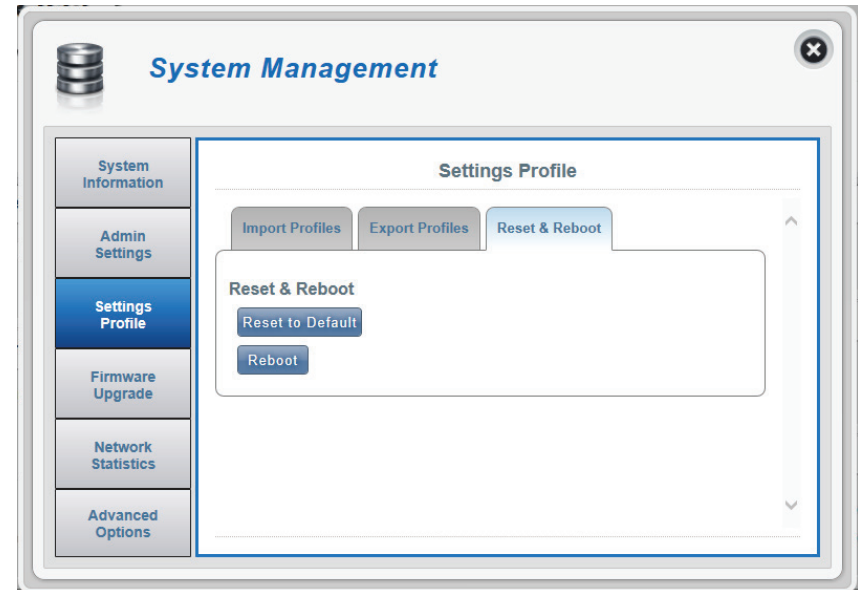 System Management
System
Information
Admin
Settings
Settings
Profile
Firmware
Upgrade
Network
Statistics
Advanced
Options
Settings Profile
Import Profiles
Export Profiles
Reset & Reboot
Reset & Reboot
Reset to Default
Reboot